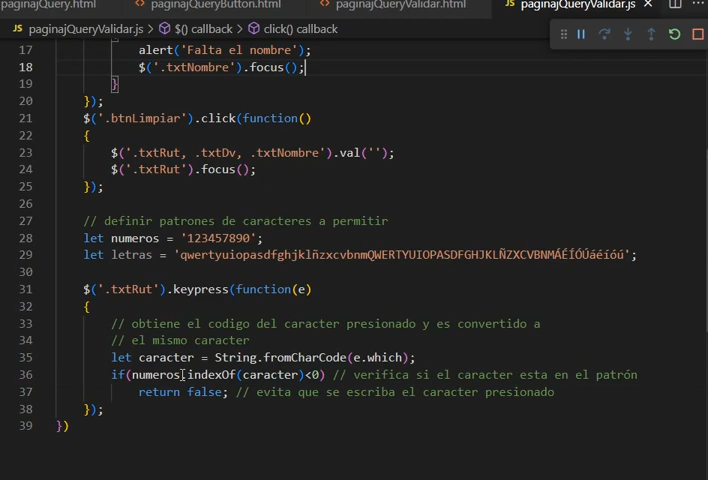 paginajQuery.html
<> paginajQueryButton.html
<> paginajQueryValidar.html
JS paginajQueryValidar.js
JS paginajQueryValidar.js > $() callback > click() callback
17 alert('Falta el nombre');
18 $('.txtNombre').focus();
19 }
20 });
21 $('.btnLimpiar').click(function()
22 {
23 $('.txtRut, .txtDv, .txtNombre').val('');
24 $('.txtRut').focus();
25 });
26
27 // definir patrones de caracteres a permitir
28 let numeros = '123457890';
29 let letras = 'qwertyuiopasdfghjklñzxcvbnmQWERTYUIOPASDFGHJKLÑZXCVBNMÁÉÍÓÚáéíóú';
30
31 $('.txtRut').keypress(function(e)
32 {
33 // obtiene el codigo del caracter presionado y es convertido a
34 // el mismo caracter
35 let caracter = String.fromCharCode(e.which);
36 if(numeros.indexOf(caracter)<0) // verifica si el caracter esta en el patrón
37 return false; // evita que se escriba el caracter presionado
38 });
39 })